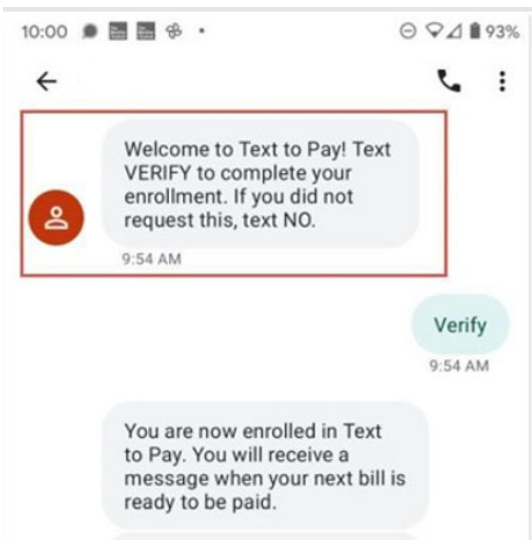 10:00 93%
Welcome to Text to Pay! Text
VERIFY to complete your
enrollment. If you did not
request this, text NO.
9:54 AM
Verify
9:54 AM
You are now enrolled in Text
to Pay. You will receive a
message when your next bill is
ready to be paid.